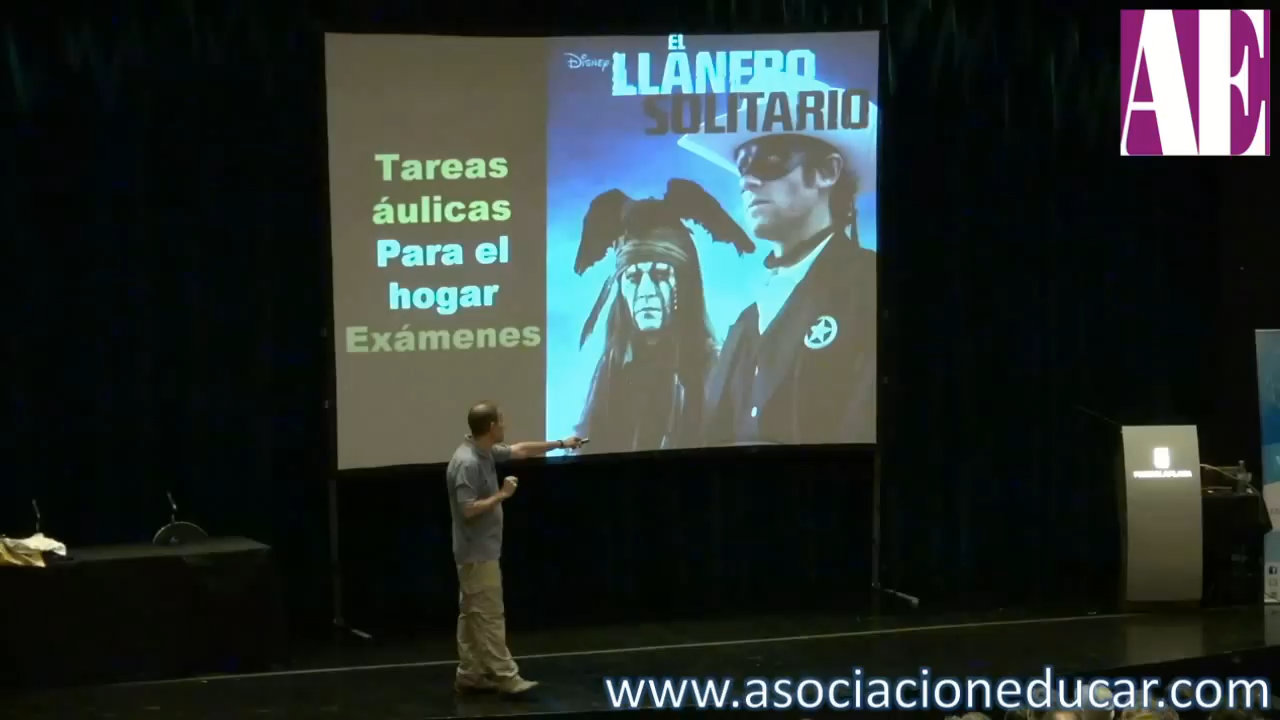 AE
DISNEY
EL
LLANERO
SOLITARIO
Tareas
áulicas
Para el
hogar
Exámenes
www.asociacioneducar.com